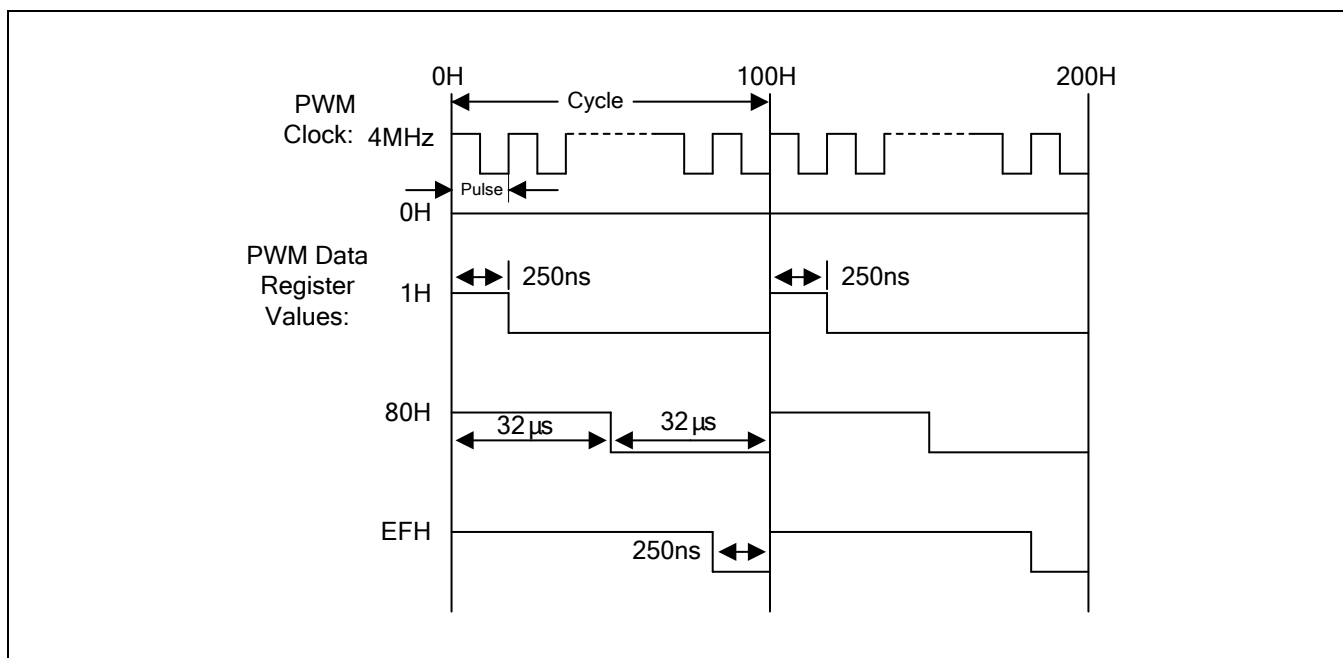 0H 100H 200H
Cycle
PWM
Clock: 4MHz
Pulse
0H
PWM Data
Register
Values:
1H 250ns 250ns
80H
32 µs 32 µs
EFH
250ns